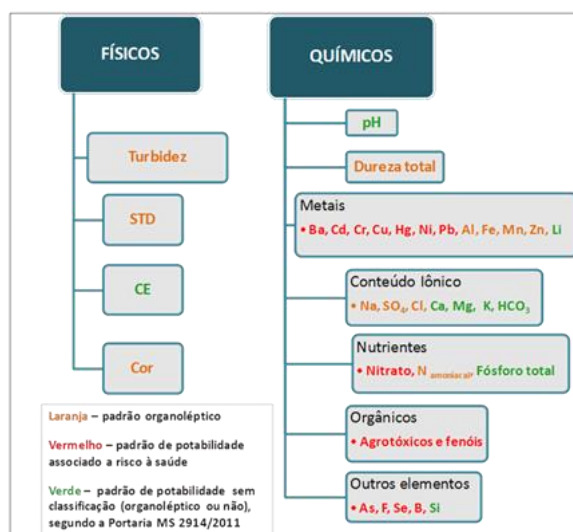 FÍSICOS
Turbidez
STD
CE
Cor
QUÍMICOS
pH
Dureza total
Metais
• Ba, Cd, Cr, Cu, Hg, Ni, Pb, Al, Fe, Mn, Zn, Li
Conteúdo Iônico
• Na, SO₄, Cl, Ca, Mg, K, HCO₃
Nutrientes
• Nitrato, N amoniacal, Fósforo total
Orgânicos
• Agrotóxicos e fenóis
Outros elementos
• As, F, Se, B, Si
Laranja – padrão organoléptico
Vermelho – padrão de potabilidade
associado a risco à saúde
Verde – padrão de potabilidade sem
classificação (organoléptico ou não),
segundo a Portaria MS 2914/2011